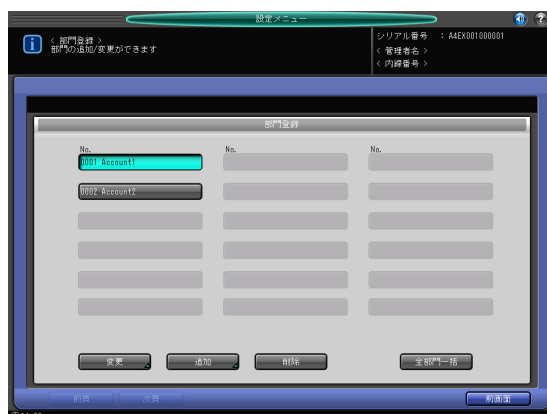 設定メニュー
< 部門登録 >
部門の追加/変更ができます
シリアル番号 : A4EX001000001
< 管理者名 >
< 内線番号 >
部門登録
No. No. No.
0001 Account1
0002 Account2
変更 追加 削除 全部門一括
前頁 次頁 前画面